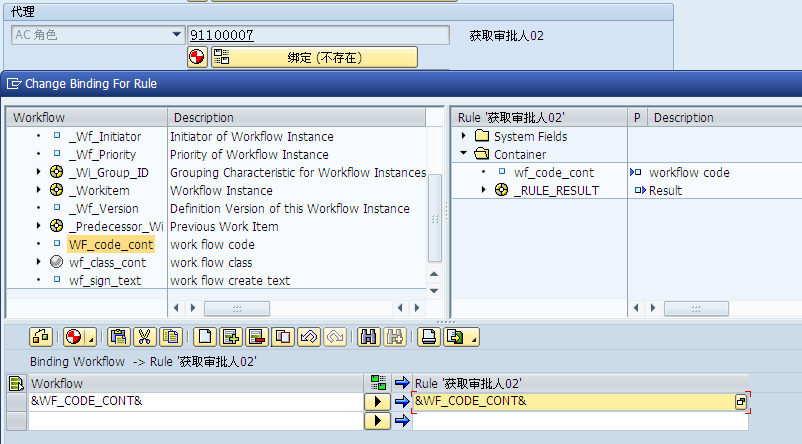 代理
AC 角色 91100007 获取审批人02
绑定 (不存在)
Change Binding For Rule
Workflow Description
_Wf_Initiator Initiator of Workflow Instance
_Wf_Priority Priority of Workflow Instance
_Wi_Group_ID Grouping Characteristic for Workflow Instances
_Workitem Workflow Instance
_Wf_Version Definition Version of this Workflow Instance
_Predecessor_Wi Previous Work Item
WF_code_cont work flow code
wf_class_cont work flow class
wf_sign_text work flow create text
Rule '获取审批人02' P Description
System Fields
Container
wf_code_cont workflow code
_RULE_RESULT Result
Binding Workflow -> Rule '获取审批人02'
Workflow Rule '获取审批人02'
&WF_CODE_CONT& &WF_CODE_CONT&